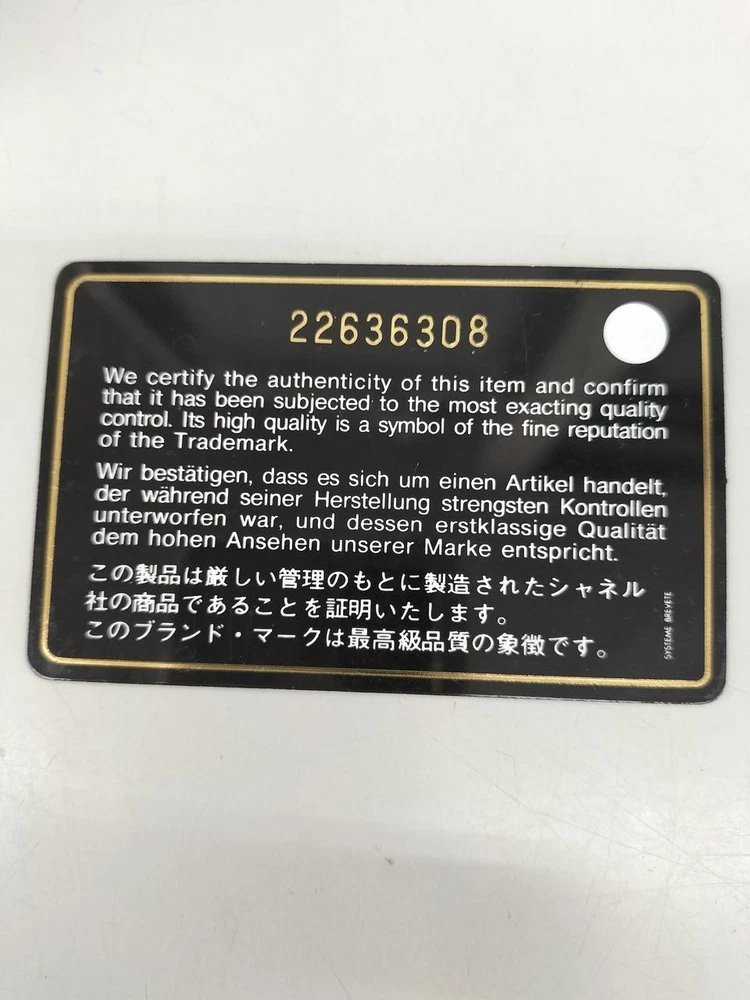 22636308
We certify the authenticity of this item and confirm
that it has been subjected to the most exacting quality
control. Its high quality is a symbol of the fine reputation
of the Trademark.
Wir bestätigen, dass es sich um einen Artikel handelt,
der während seiner Herstellung strengsten Kontrollen
unterworfen war, und dessen erstklassige Qualität
dem hohen Ansehen unserer Marke entspricht.
この製品は厳しい管理のもとに製造されたシャネル
社の商品であることを証明いたします。
このブランド・マークは最高級品質の象徴です。
SYSTEME BREVETE